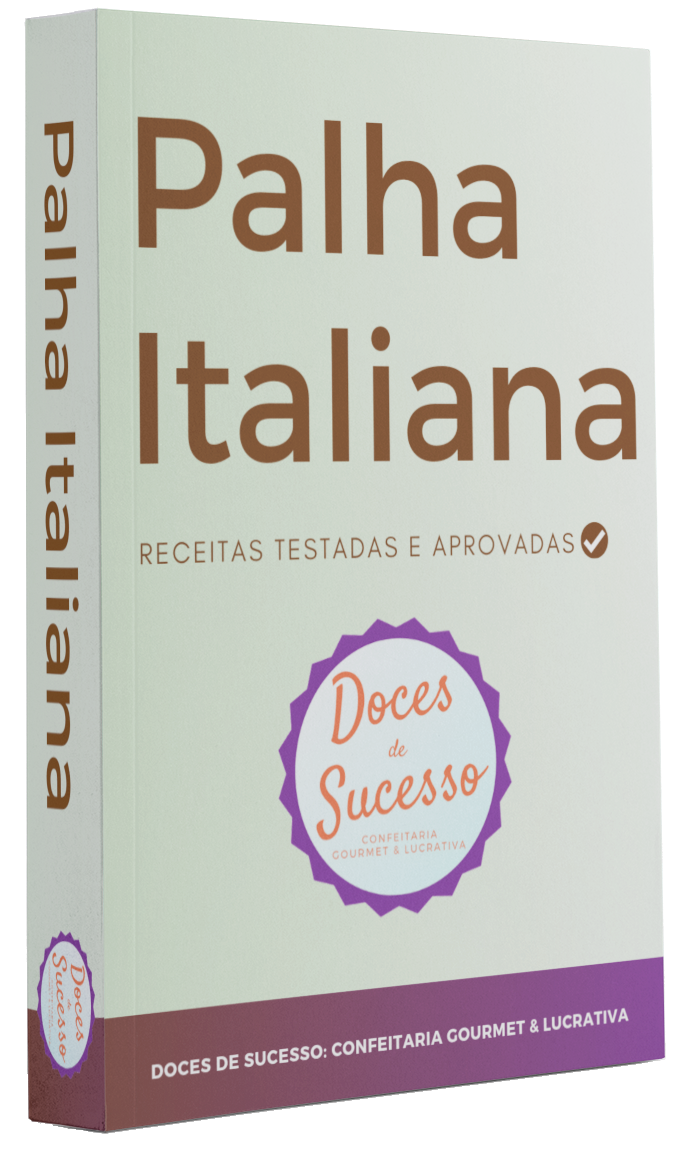 Palha Italiana
Doces
de
Sucesso
Palha
Italiana
RECEITAS TESTADAS E APROVADAS
Doces
de
Sucesso
CONFEITARIA
GOURMET & LUCRATIVA
DOCES DE SUCESSO: CONFEITARIA GOURMET & LUCRATIVA